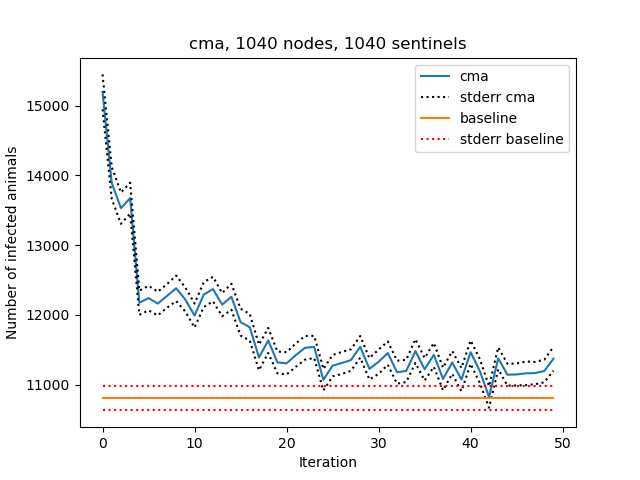 cma, 1040 nodes, 1040 sentinels
cma
stderr cma
baseline
stderr baseline
Number of infected animals
15000
14000
13000
12000
11000
0 10 20 30 40 50
Iteration